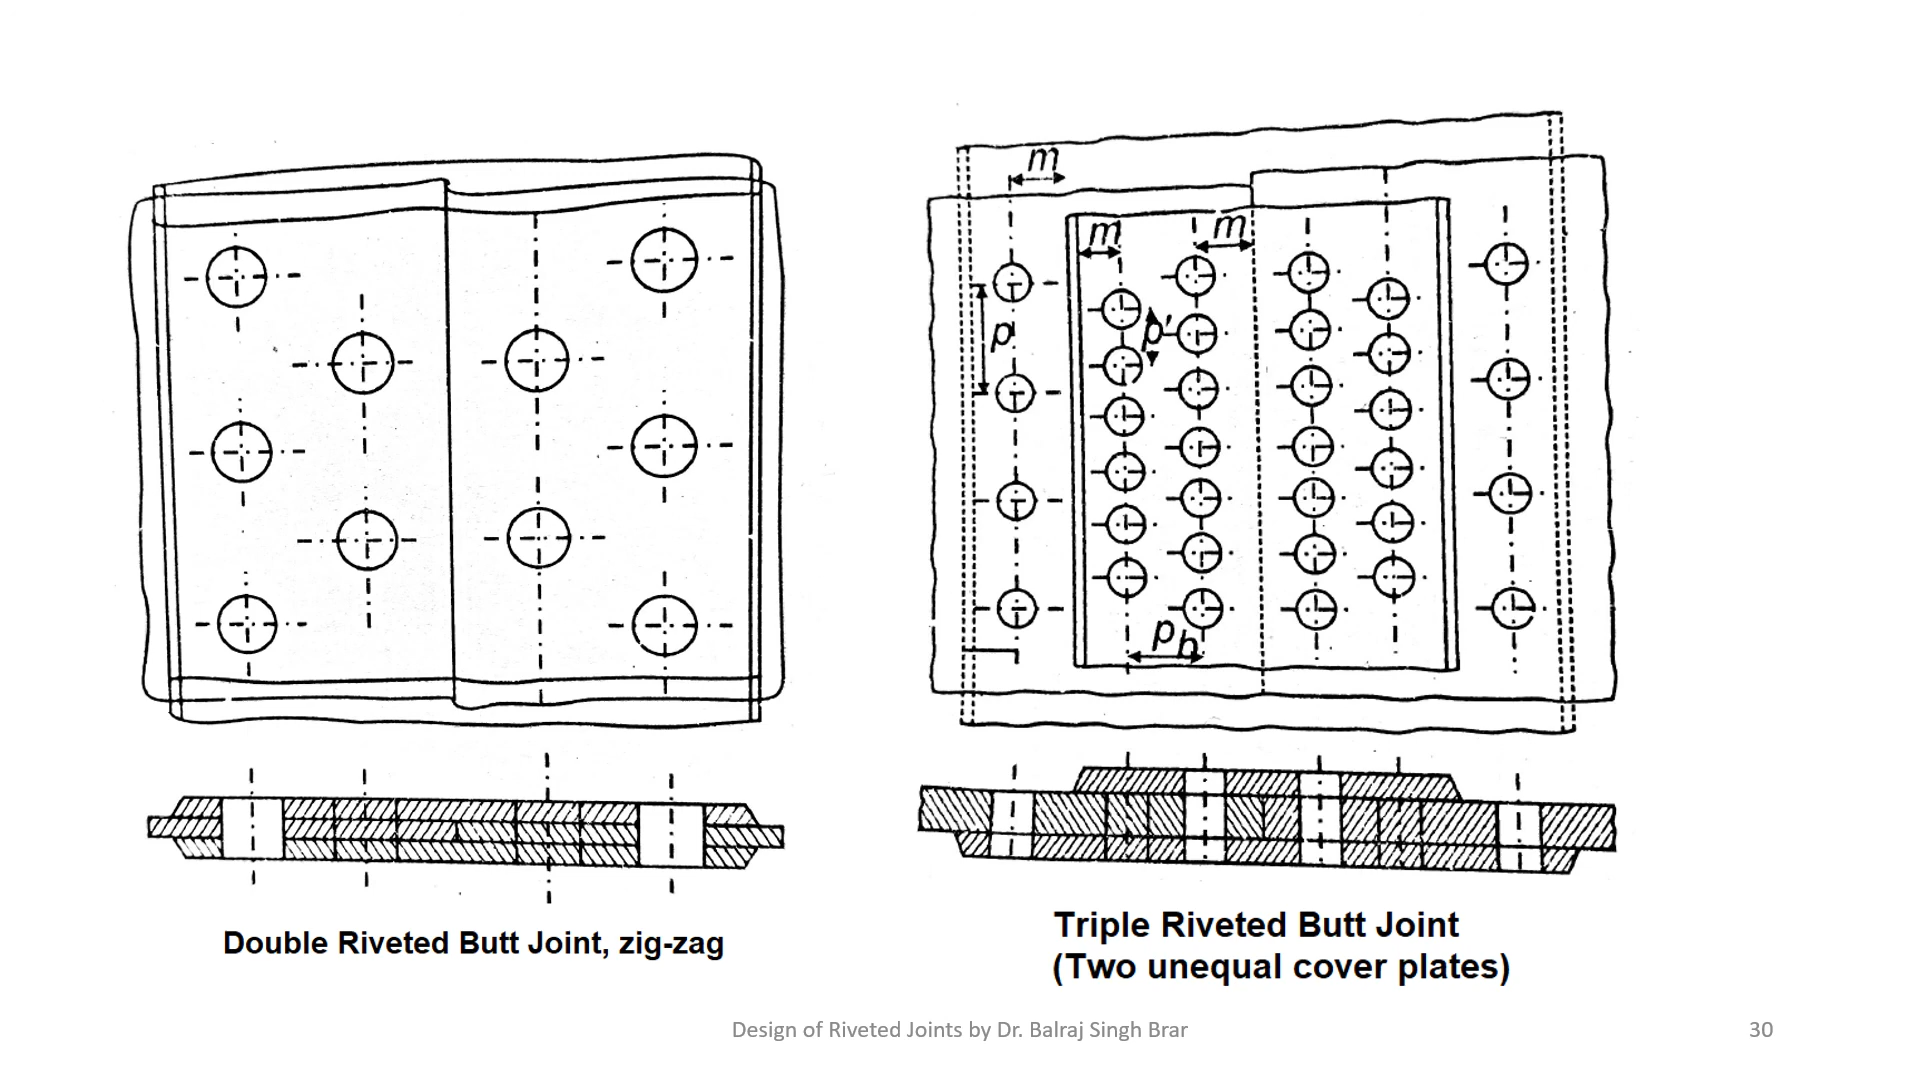 m
m
m
p
p'
Pb
Double Riveted Butt Joint, zig-zag
Triple Riveted Butt Joint
(Two unequal cover plates)
Design of Riveted Joints by Dr. Balraj Singh Brar
30